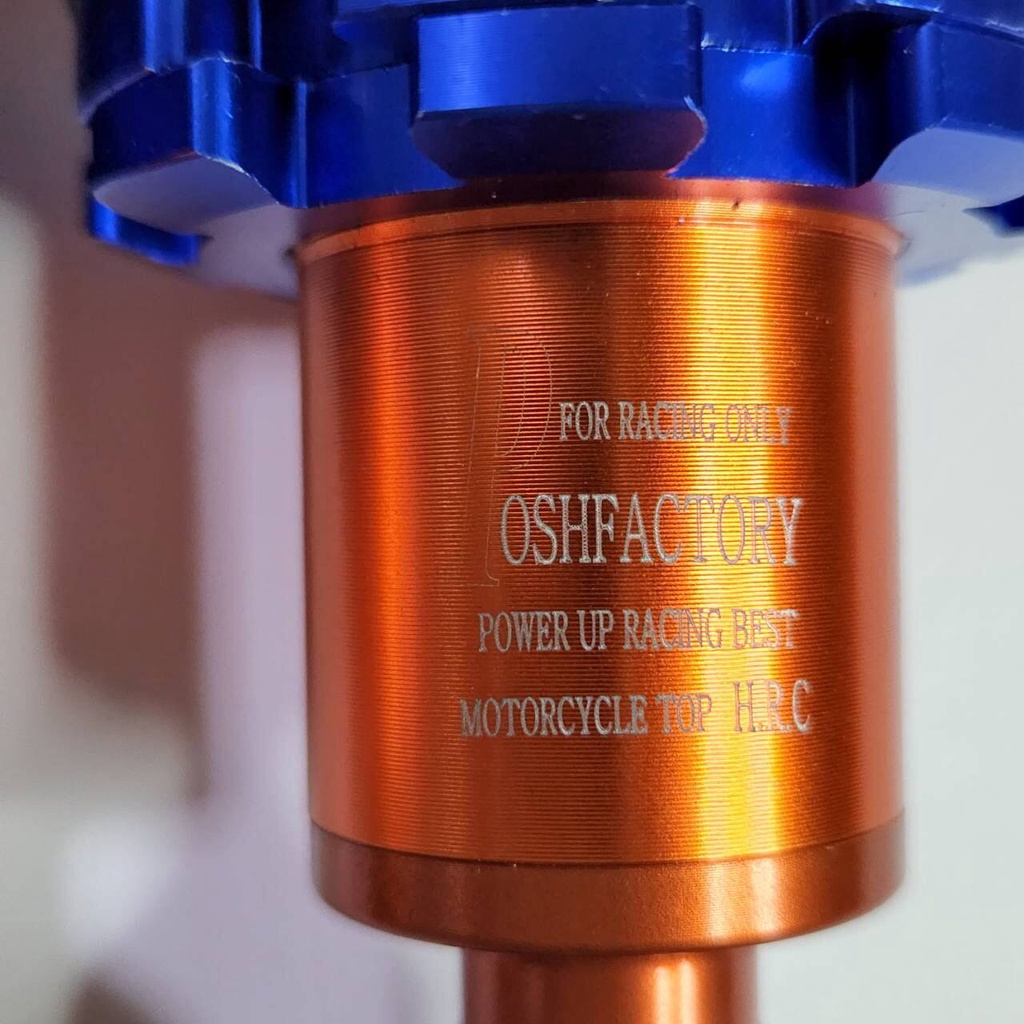 FOR RACING ONLY
POSHFACTORY
POWER UP RACING BEST
MOTORCYCLE TOP H.R.C